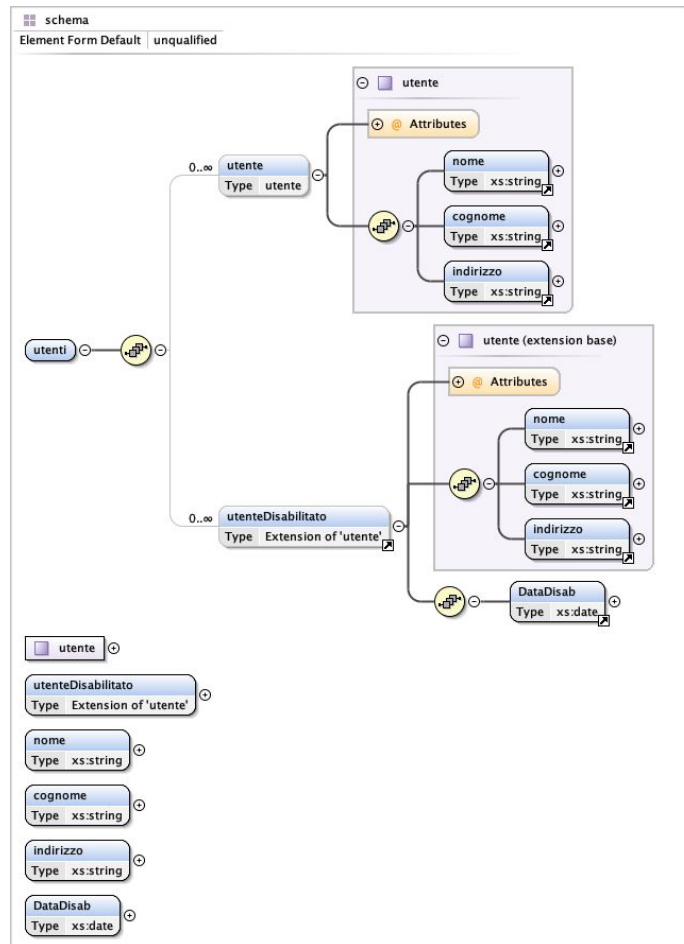 schema
Element Form Default unqualified
utente
@ Attributes
0..∞
utente
Type utente
nome
Type xs:string
cognome
Type xs:string
indirizzo
Type xs:string
utenti
utente (extension base)
@ Attributes
nome
Type xs:string
cognome
Type xs:string
indirizzo
Type xs:string
0..∞
utenteDisabilitato
Type Extension of 'utente'
DataDisab
Type xs:date
utente
utenteDisabilitato
Type Extension of 'utente'
nome
Type xs:string
cognome
Type xs:string
indirizzo
Type xs:string
DataDisab
Type xs:date